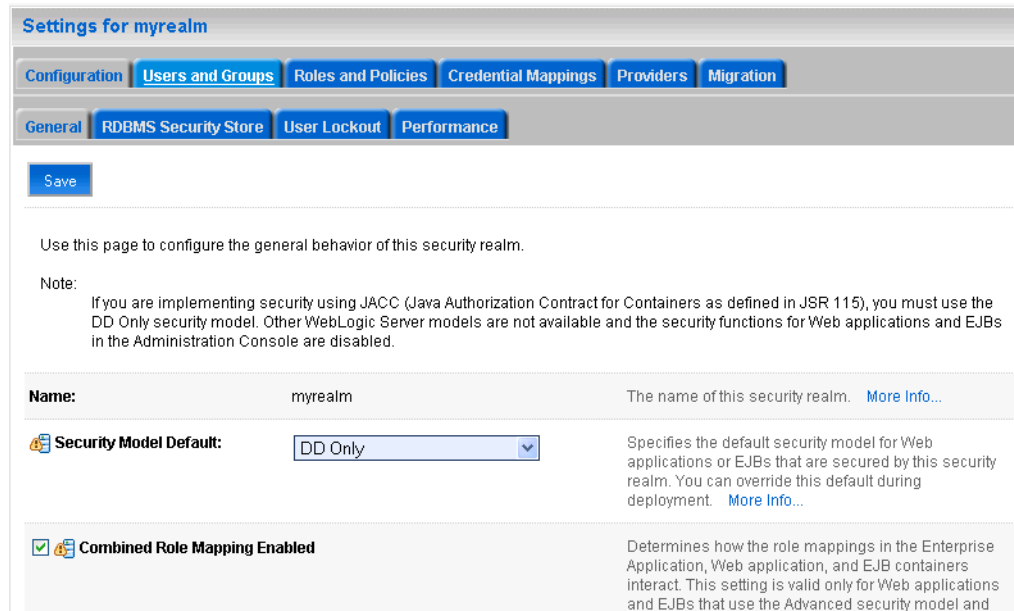 Settings for myrealm
Configuration Users and Groups Roles and Policies Credential Mappings Providers Migration
General RDBMS Security Store User Lockout Performance
Save
Use this page to configure the general behavior of this security realm.
Note:
If you are implementing security using JACC (Java Authorization Contract for Containers as defined in JSR 115), you must use the
DD Only security model. Other WebLogic Server models are not available and the security functions for Web applications and EJBs
in the Administration Console are disabled.
Name: myrealm The name of this security realm. More Info...
Security Model Default: DD Only Specifies the default security model for Web
applications or EJBs that are secured by this security
realm. You can override this default during
deployment. More Info...
Combined Role Mapping Enabled Determines how the role mappings in the Enterprise
Application, Web application, and EJB containers
interact. This setting is valid only for Web applications
and EJBs that use the Advanced security model and